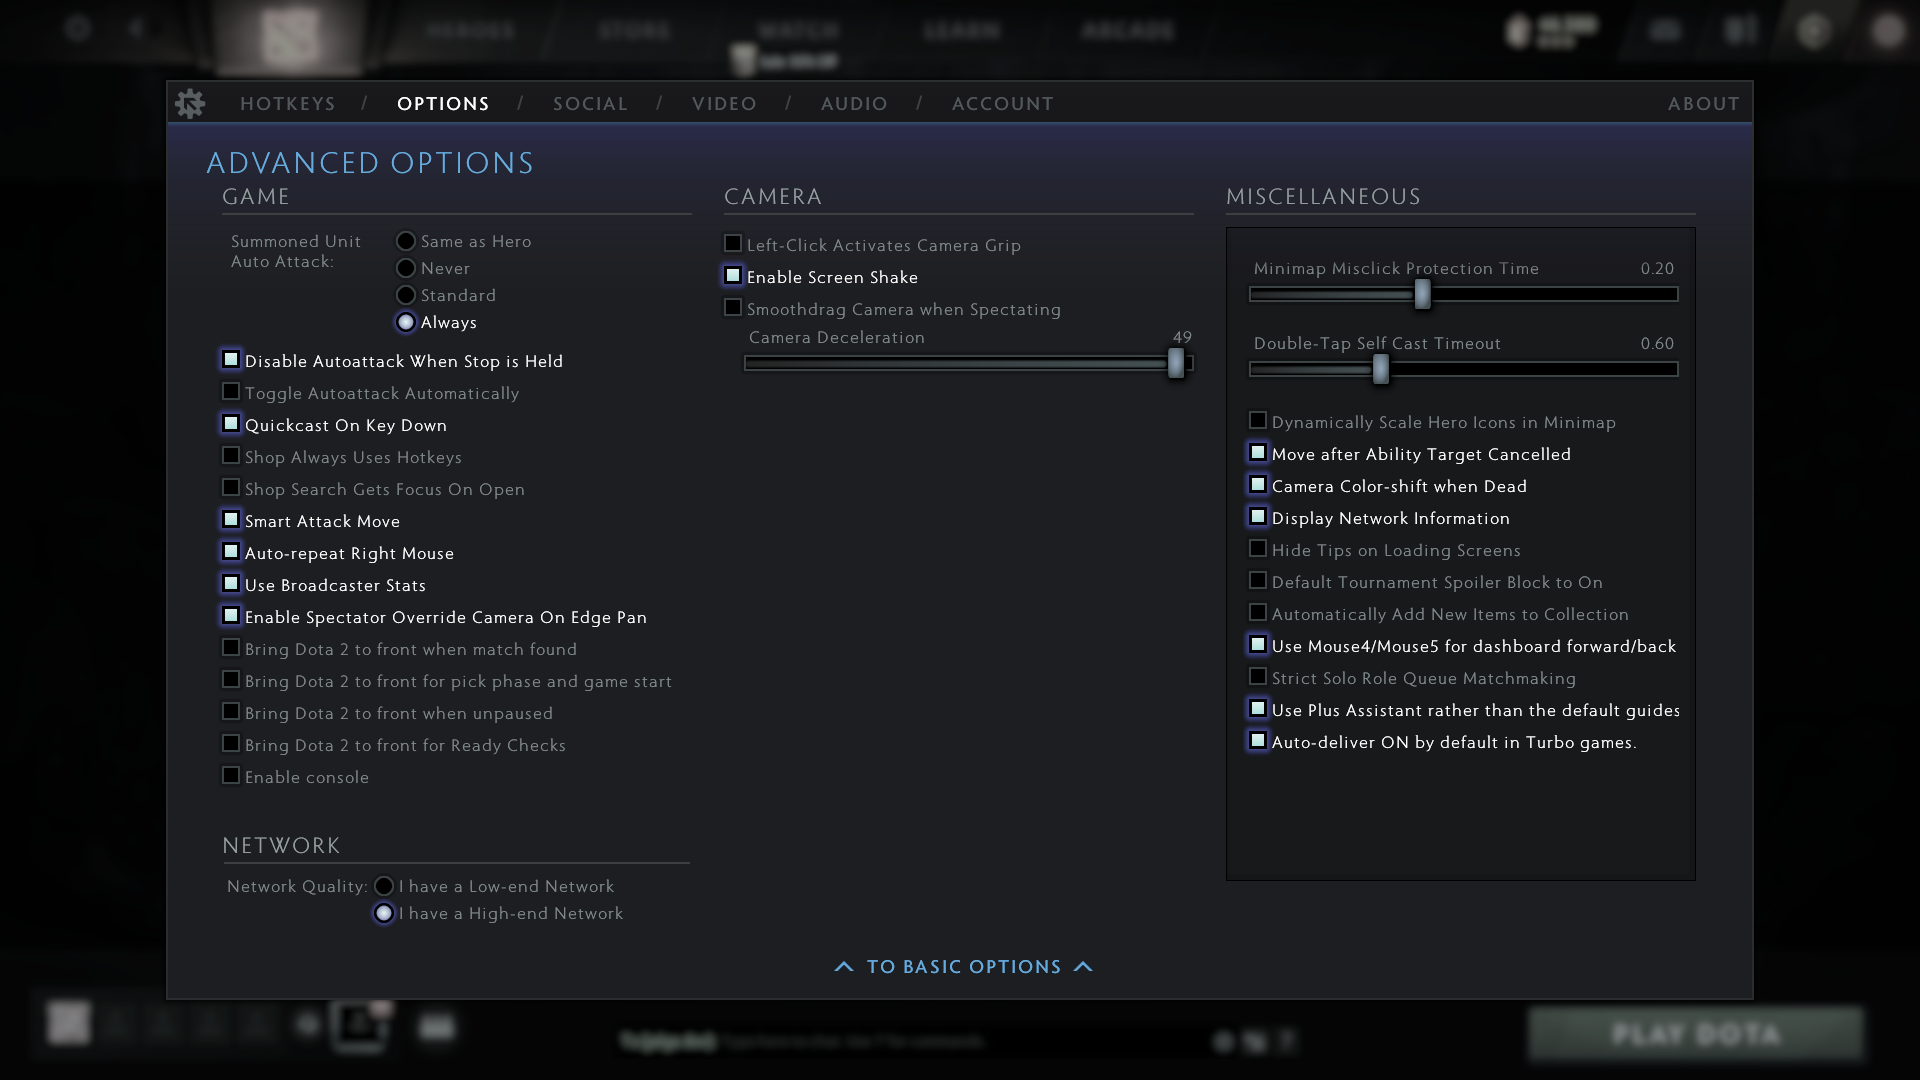 HEROES
STORE
WATCH
LEARN
ARCADE
HOTKEYS / OPTIONS / SOCIAL / VIDEO / AUDIO / ACCOUNT
ABOUT
ADVANCED OPTIONS
GAME
Summoned Unit
Auto Attack:
Same as Hero
Never
Standard
Always
Disable Autoattack When Stop is Held
Toggle Autoattack Automatically
Quickcast On Key Down
Shop Always Uses Hotkeys
Shop Search Gets Focus On Open
Smart Attack Move
Auto-repeat Right Mouse
Use Broadcaster Stats
Enable Spectator Override Camera On Edge Pan
Bring Dota 2 to front when match found
Bring Dota 2 to front for pick phase and game start
Bring Dota 2 to front when unpaused
Bring Dota 2 to front for Ready Checks
Enable console
NETWORK
Network Quality:
I have a Low-end Network
I have a High-end Network
CAMERA
Left-Click Activates Camera Grip
Enable Screen Shake
Smoothdrag Camera when Spectating
Camera Deceleration 49
MISCELLANEOUS
Minimap Misclick Protection Time 0.20
Double-Tap Self Cast Timeout 0.60
Dynamically Scale Hero Icons in Minimap
Move after Ability Target Cancelled
Camera Color-shift when Dead
Display Network Information
Hide Tips on Loading Screens
Default Tournament Spoiler Block to On
Automatically Add New Items to Collection
Use Mouse4/Mouse5 for dashboard forward/back
Strict Solo Role Queue Matchmaking
Use Plus Assistant rather than the default guides
Auto-deliver ON by default in Turbo games.
TO BASIC OPTIONS
PLAY DOTA